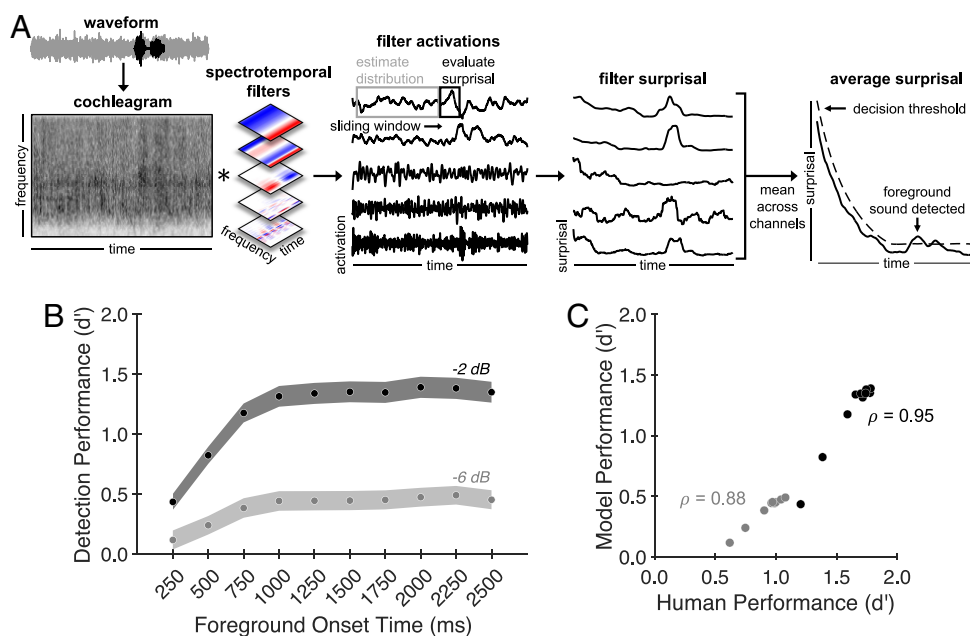 A
waveform
cochleagram
frequency
time
spectrotemporal
filters
*
frequency
time
filter activations
estimate
distribution
evaluate
surprisal
sliding window
activation
time
filter surprisal
surprisal
time
mean
across
channels
average surprisal
decision threshold
foreground
sound detected
surprisal
time
B
Detection Performance (d')
2.0
1.5
1.0
0.5
0.0
-2 dB
-6 dB
250
500
750
1000
1250
1500
1750
2000
2250
2500
Foreground Onset Time (ms)
C
Model Performance (d')
2.0
1.5
1.0
0.5
0.0
ρ = 0.95
ρ = 0.88
0.0
0.5
1.0
1.5
2.0
Human Performance (d')